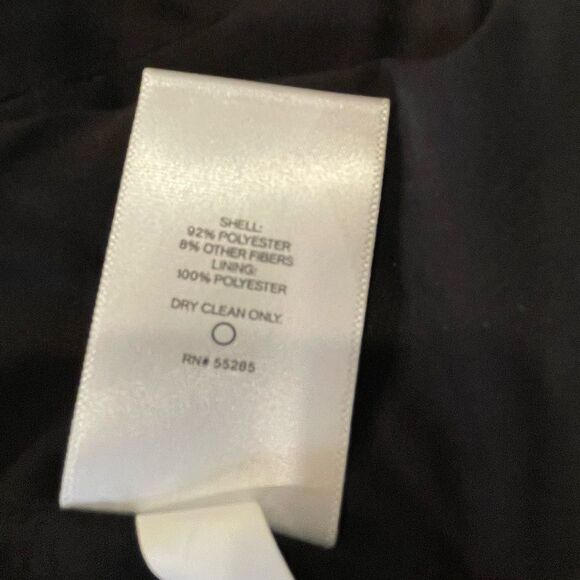 SHELL:
92% POLYESTER
8% OTHER FIBERS
LINING:
100% POLYESTER
DRY CLEAN ONLY.
RN# 55285